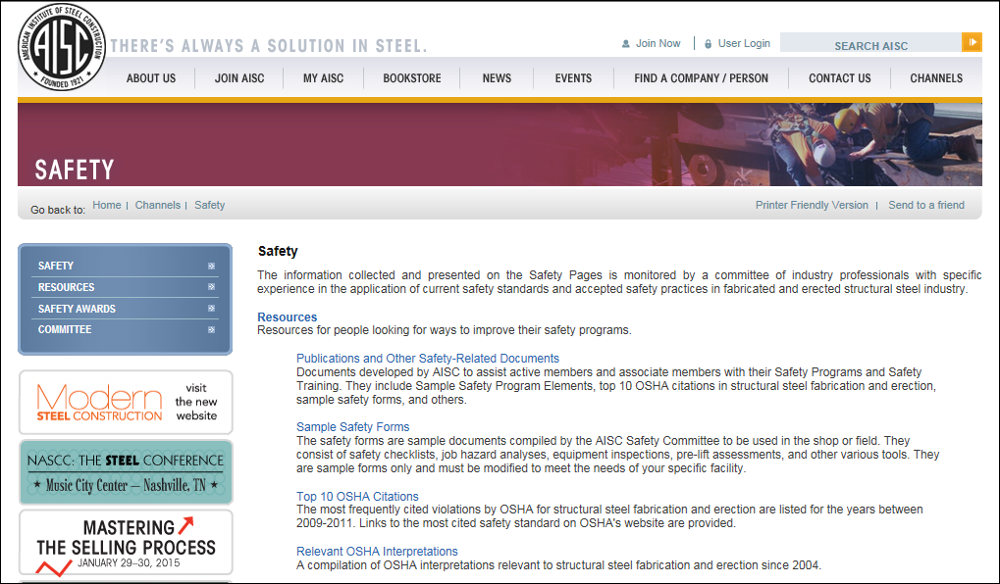 AMERICAN INSTITUTE OF STEEL CONSTRUCTION
AISC
FOUNDED 1921
THERE'S ALWAYS A SOLUTION IN STEEL.
Join Now | User Login
SEARCH AISC
ABOUT US
JOIN AISC
MY AISC
BOOKSTORE
NEWS
EVENTS
FIND A COMPANY / PERSON
CONTACT US
CHANNELS
SAFETY
Go back to: Home | Channels | Safety
Printer Friendly Version | Send to a friend
SAFETY
RESOURCES
SAFETY AWARDS
COMMITTEE
Modern
STEEL CONSTRUCTION
visit
the new
website
NASCC: THE STEEL CONFERENCE
★ Music City Center – Nashville, TN ★
MASTERING
THE SELLING PROCESS
JANUARY 29–30, 2015
Safety
The information collected and presented on the Safety Pages is monitored by a committee of industry professionals with specific
experience in the application of current safety standards and accepted safety practices in fabricated and erected structural steel industry.
Resources
Resources for people looking for ways to improve their safety programs.
Publications and Other Safety-Related Documents
Documents developed by AISC to assist active members and associate members with their Safety Programs and Safety
Training. They include Sample Safety Program Elements, top 10 OSHA citations in structural steel fabrication and erection,
sample safety forms, and others.
Sample Safety Forms
The safety forms are sample documents compiled by the AISC Safety Committee to be used in the shop or field. They
consist of safety checklists, job hazard analyses, equipment inspections, pre-lift assessments, and other various tools. They
are sample forms only and must be modified to meet the needs of your specific facility.
Top 10 OSHA Citations
The most frequently cited violations by OSHA for structural steel fabrication and erection are listed for the years between
2009-2011. Links to the most cited safety standard on OSHA's website are provided.
Relevant OSHA Interpretations
A compilation of OSHA interpretations relevant to structural steel fabrication and erection since 2004.